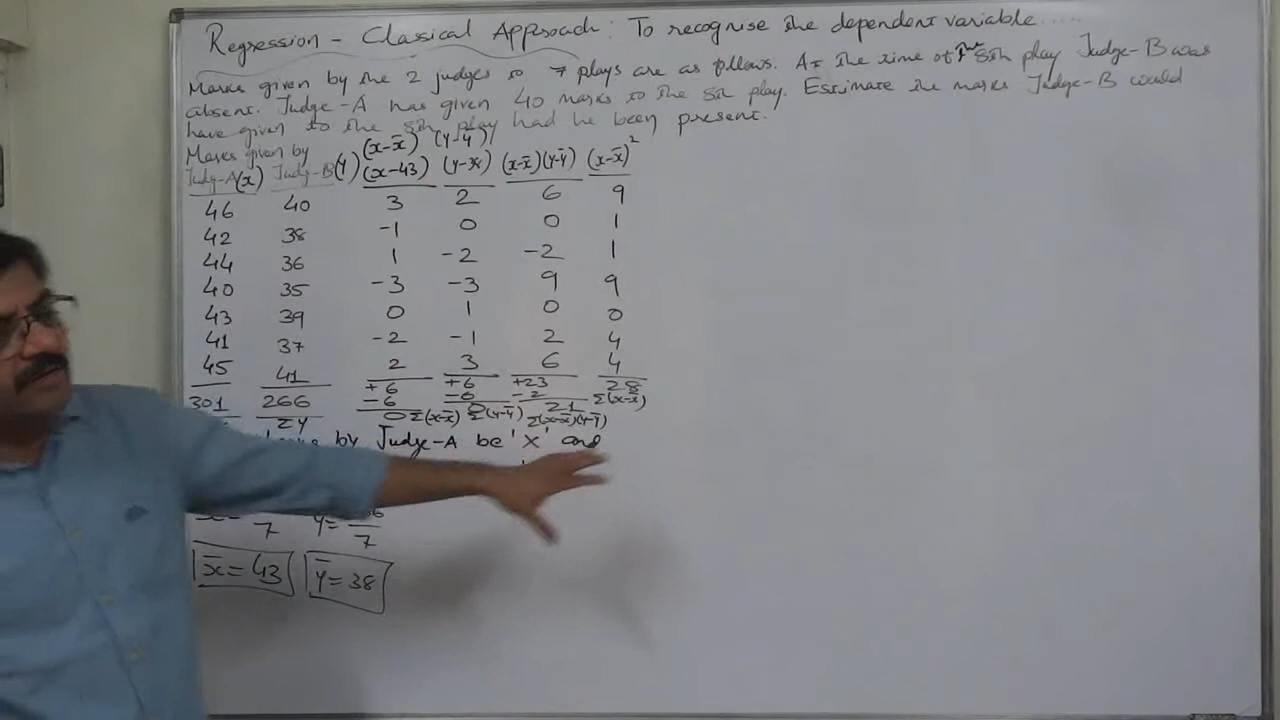 Regression - Classical Approach: To recognise the dependent variable.....
Marks given by the 2 judges to 7 plays are as follows. At the time of the 8th play Judge-B was
absent. Judge-A has given 40 marks to the 8th play. Estimate the marks Judge-B would
have given to the 8th play had he been present.
Marks given by (x-x̄) (y-ȳ)
Judge-A(x) Judge-B(y) (x-43) (y-38) (x-x̄)(y-ȳ) (x-x̄)²
46 40 3 2 6 9
42 38 -1 0 0 1
44 36 1 -2 -2 1
40 35 -3 -3 9 9
43 39 0 1 0 0
41 37 -2 -1 2 4
45 41 2 3 6 4
301 266 +6 +6 +23 28
-6 -6 -2 Σ(x-x̄)
Σy 0 Σ(x-x̄) 0 Σ(y-ȳ) 21 Σ(x-x̄)(y-ȳ)
by Judge-A be 'x' and
7 ȳ= 7
x̄ = 43 ȳ = 38